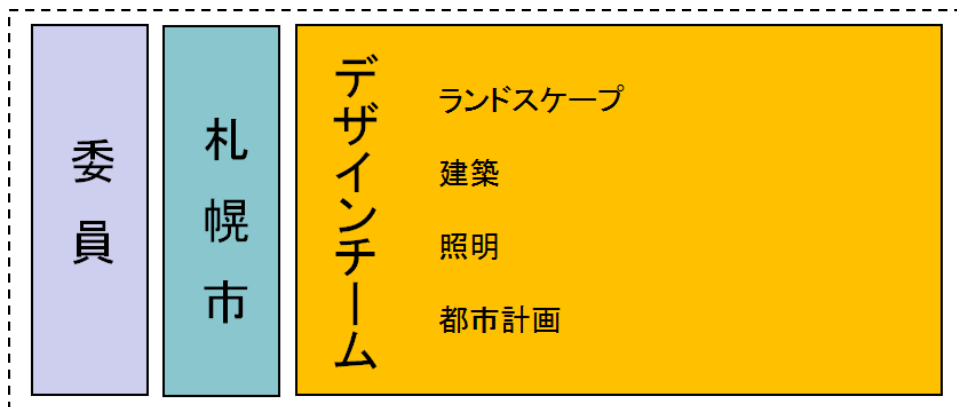 委員
札幌市
デザインチーム
ランドスケープ
建築
照明
都市計画